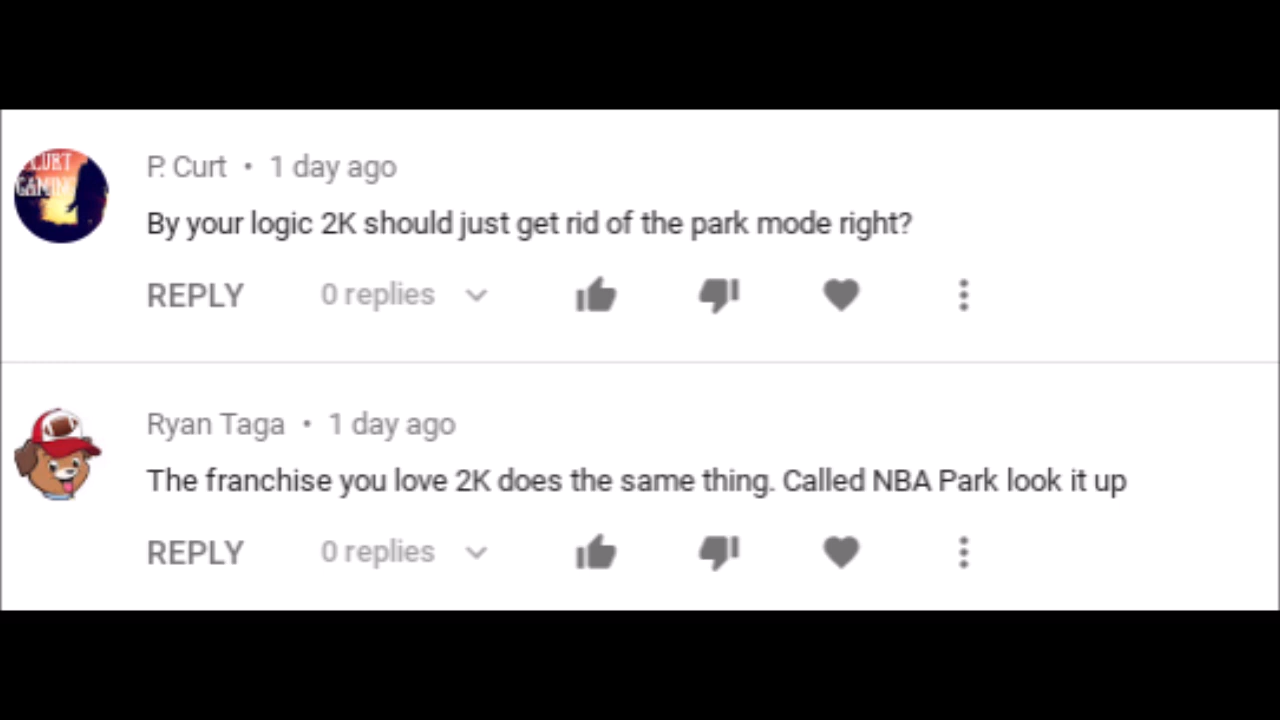 CURT
GAMING
P. Curt • 1 day ago
By your logic 2K should just get rid of the park mode right?
REPLY 0 replies
Ryan Taga • 1 day ago
The franchise you love 2K does the same thing. Called NBA Park look it up
REPLY 0 replies